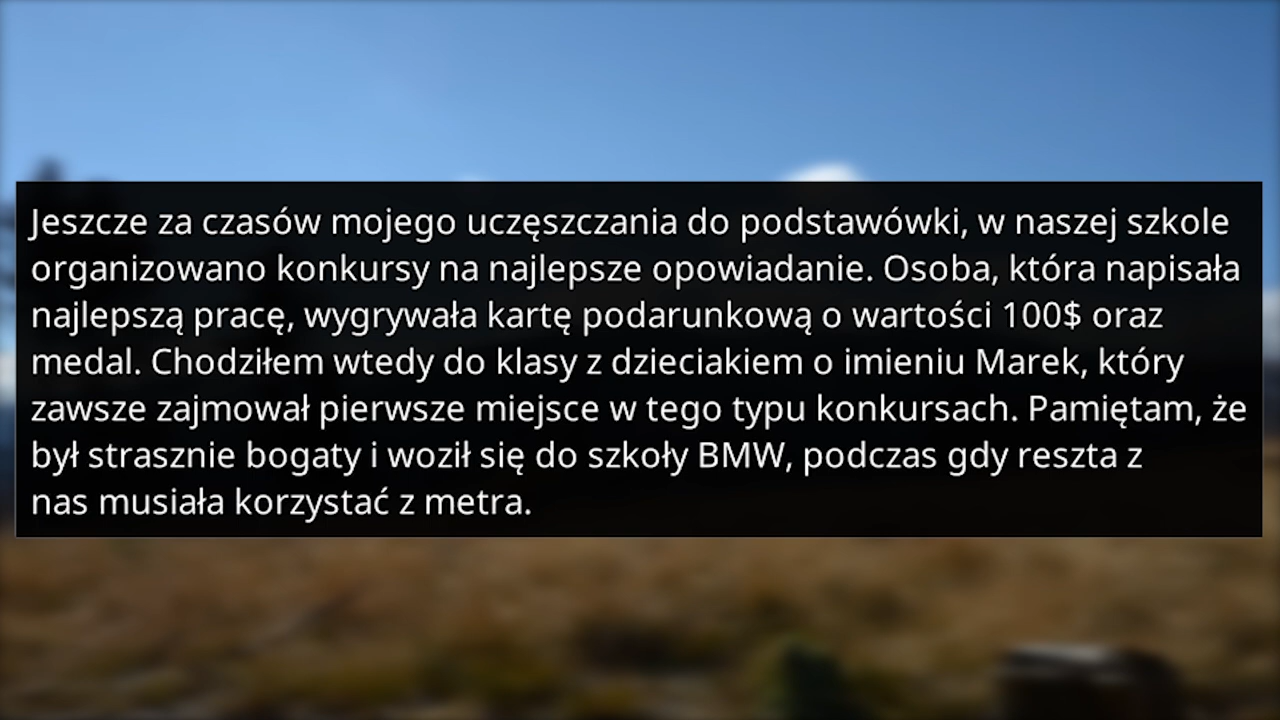 Jeszcze za czasów mojego uczęszczania do podstawówki, w naszej szkole
organizowano konkursy na najlepsze opowiadanie. Osoba, która napisała
najlepszą pracę, wygrywała kartę podarunkową o wartości 100$ oraz
medal. Chodziłem wtedy do klasy z dzieciakiem o imieniu Marek, który
zawsze zajmował pierwsze miejsce w tego typu konkursach. Pamiętam, że
był strasznie bogaty i woził się do szkoły BMW, podczas gdy reszta z
nas musiała korzystać z metra.